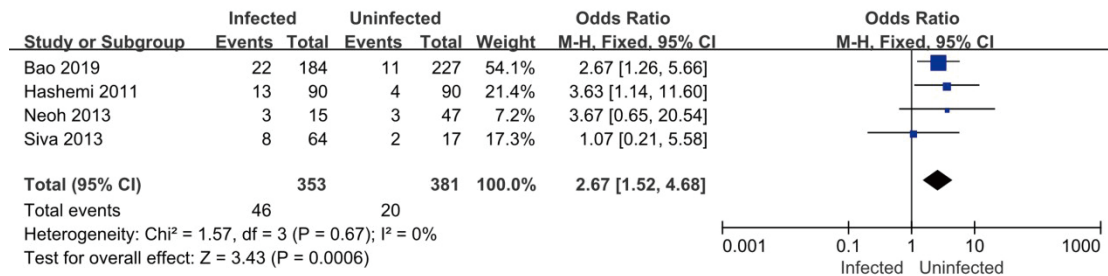 Infected Uninfected Odds Ratio Odds Ratio
Study or Subgroup Events Total Events Total Weight M-H, Fixed, 95% CI M-H, Fixed, 95% CI
Bao 2019 22 184 11 227 54.1% 2.67 [1.26, 5.66]
Hashemi 2011 13 90 4 90 21.4% 3.63 [1.14, 11.60]
Neoh 2013 3 15 3 47 7.2% 3.67 [0.65, 20.54]
Siva 2013 8 64 2 17 17.3% 1.07 [0.21, 5.58]
Total (95% CI) 353 381 100.0% 2.67 [1.52, 4.68]
Total events 46 20
Heterogeneity: Chi² = 1.57, df = 3 (P = 0.67); I² = 0%
Test for overall effect: Z = 3.43 (P = 0.0006)
0.001 0.1 1 10 1000
Infected Uninfected